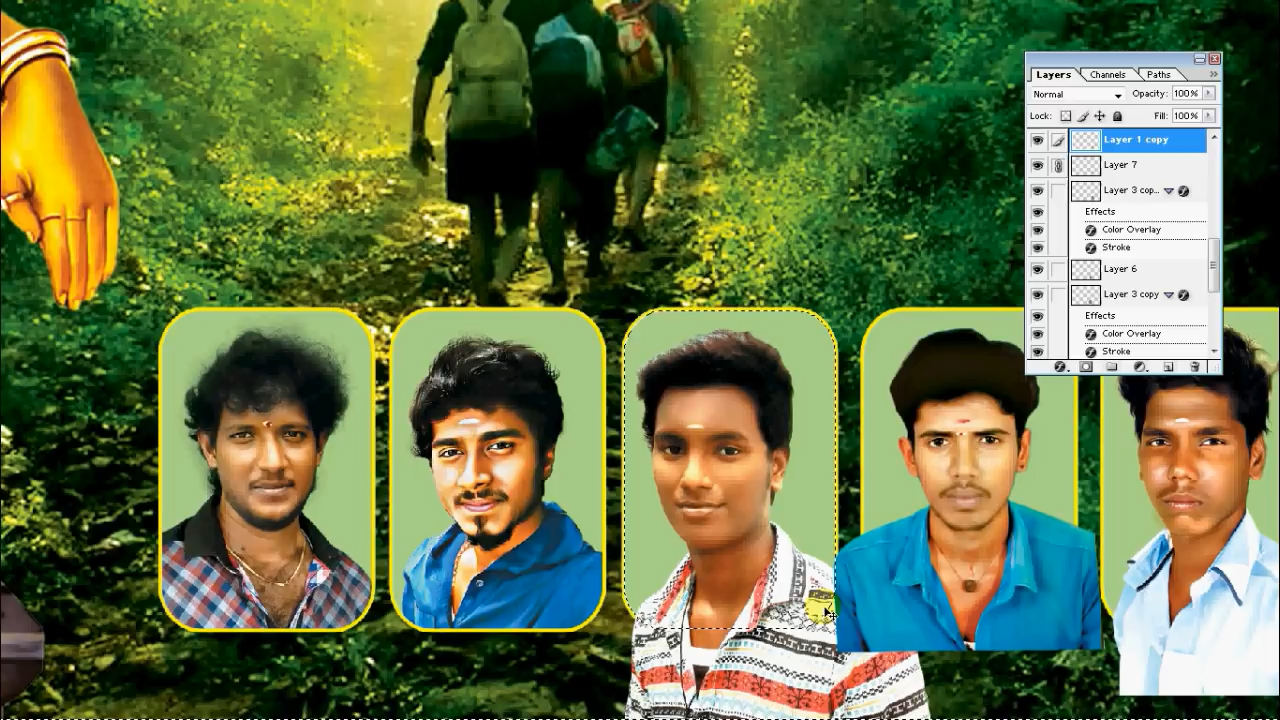 Layers Channels Paths
Normal Opacity: 100%
Lock: Fill: 100%
Layer 1 copy
Layer 7
Layer 3 cop...
Effects
Color Overlay
Stroke
Layer 6
Layer 3 copy
Effects
Color Overlay
Stroke